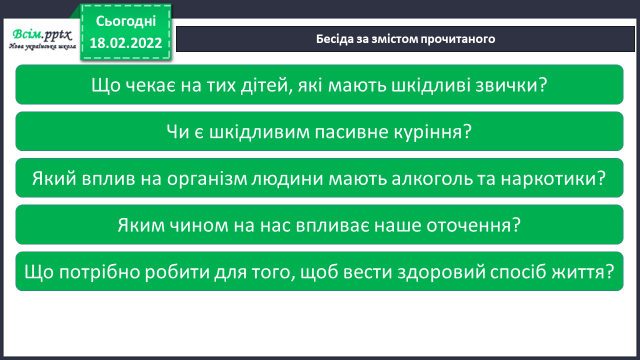 Всім.pptx
Нова українська школа
Сьогодні
18.02.2022
Бесіда за змістом прочитаного
Що чекає на тих дітей, які мають шкідливі звички?
Чи є шкідливим пасивне куріння?
Який вплив на організм людини мають алкоголь та наркотики?
Яким чином на нас впливає наше оточення?
Що потрібно робити для того, щоб вести здоровий спосіб життя?